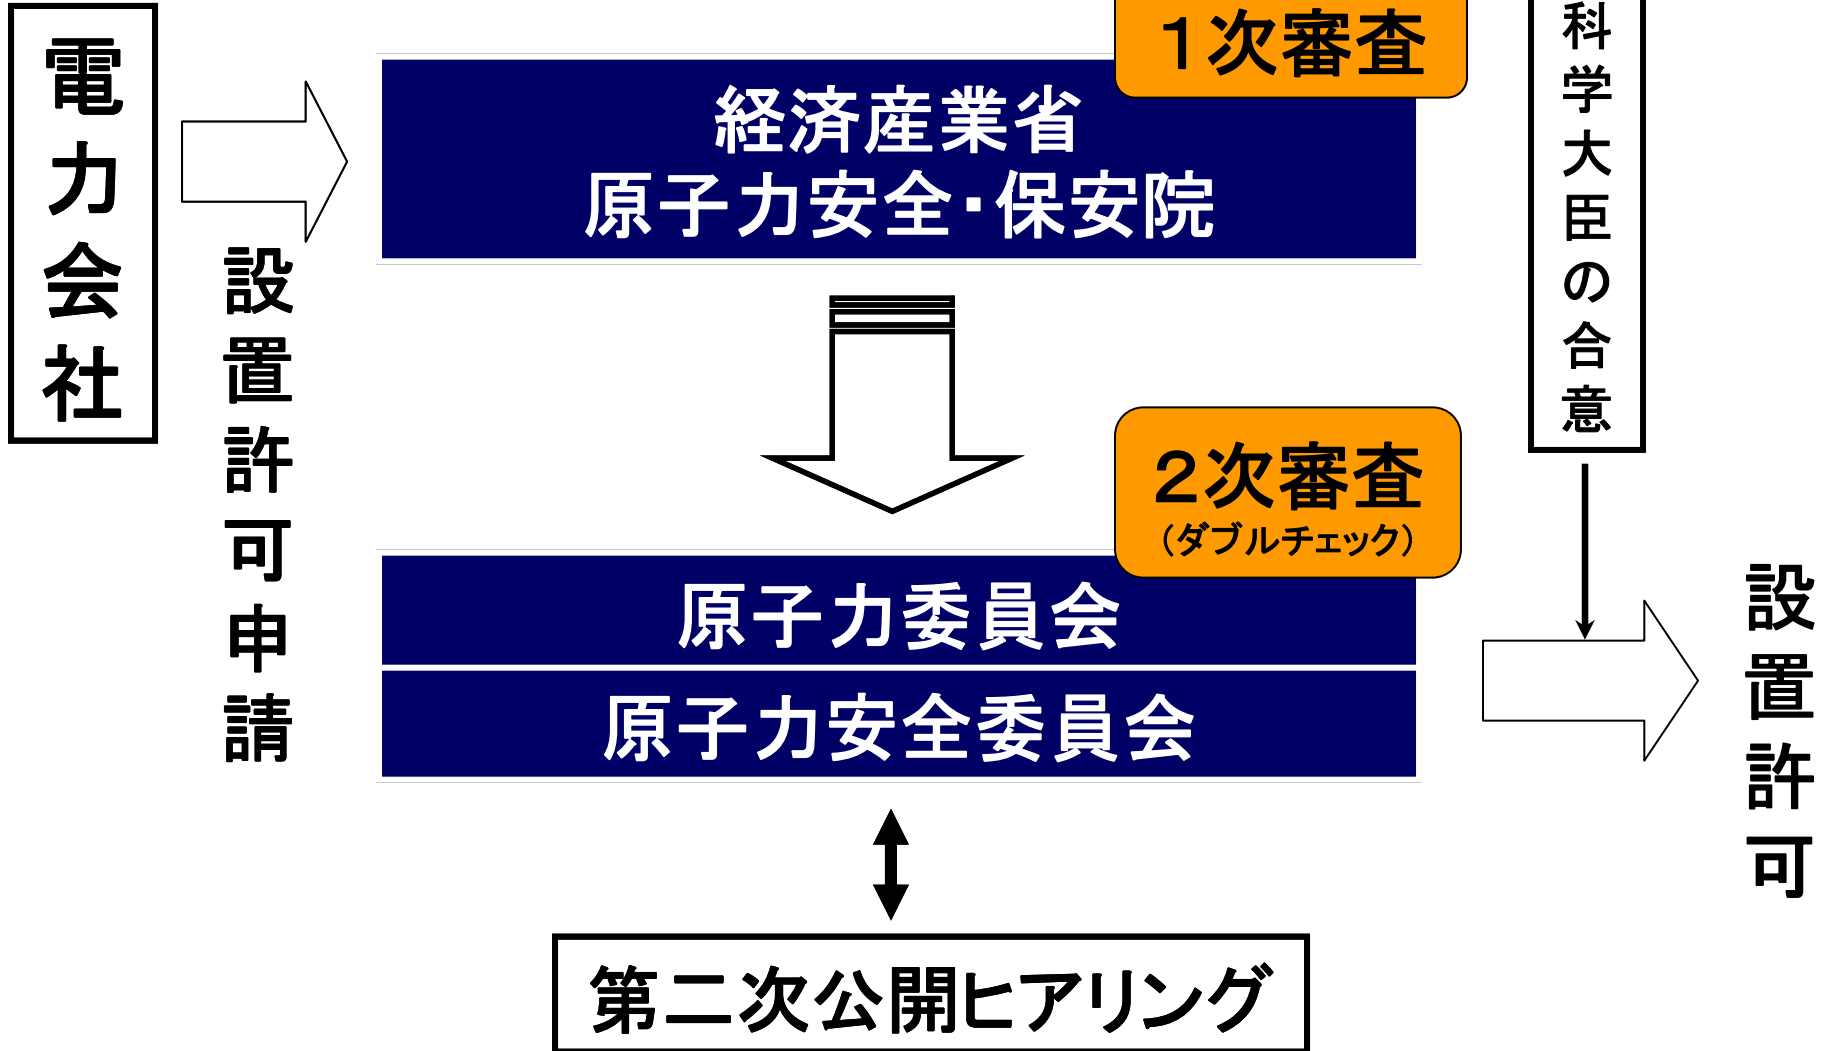 電力会社
設置許可申請
1次審査
経済産業省
原子力安全・保安院
科学大臣の合意
2次審査
(ダブルチェック)
原子力委員会
原子力安全委員会
設置許可
第二次公開ヒアリング